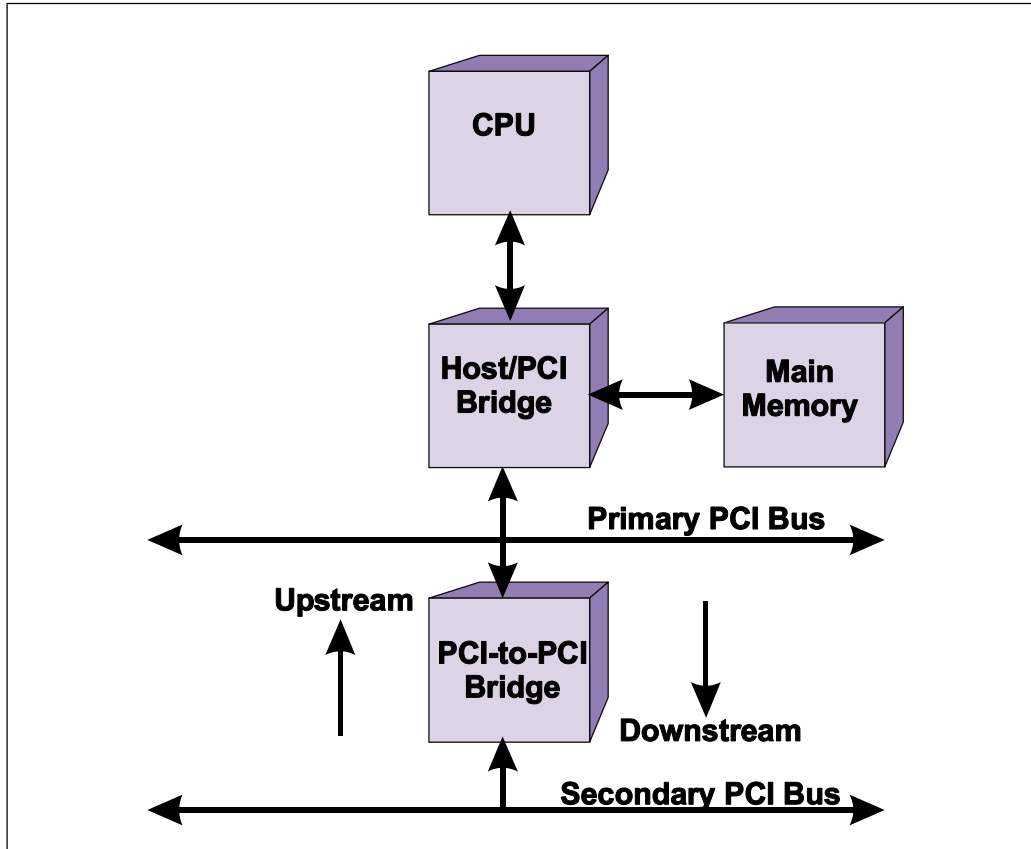 CPU
Host/PCI
Bridge
Main
Memory
Primary PCI Bus
Upstream
PCI-to-PCI
Bridge
Downstream
Secondary PCI Bus